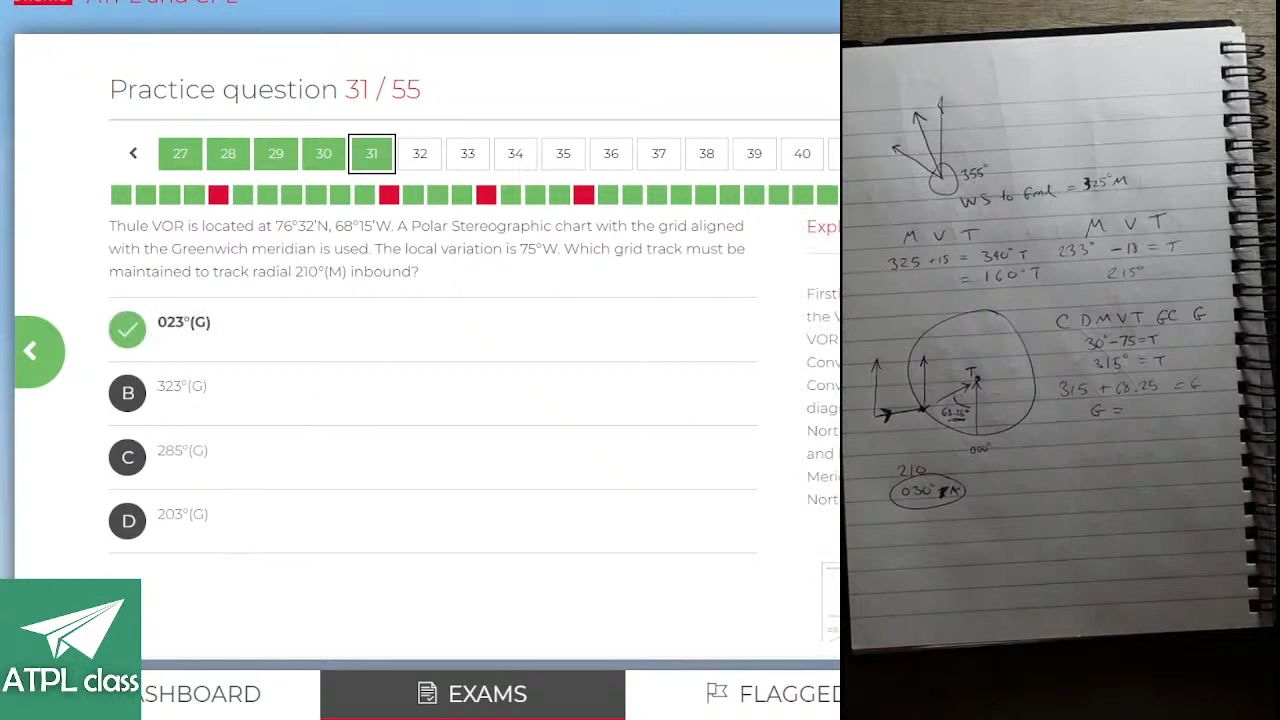 ATPL and CPL
Practice question 31 / 55
27 28 29 30 31 32 33 34 35 36 37 38 39 40
Thule VOR is located at 76°32'N, 68°15'W. A Polar Stereographic chart with the grid aligned
with the Greenwich meridian is used. The local variation is 75°W. Which grid track must be
maintained to track radial 210°(M) inbound?
023°(G)
B 323°(G)
C 285°(G)
D 203°(G)
Expl
First
the V
VOR
Conv
Conv
diag
Nort
and
Meri
Nort
ATPL class
SHBOARD
EXAMS
FLAGGED
355°
WS to Grnd = 325°M
M V T
325 +15 = 340°T
= 160°T
M V T
233° -18 = T
215°
C D M V T GC G
30°-75=T
315° = T
315 + 68.25 = G
G =
T
68.25°
000°
210
030°